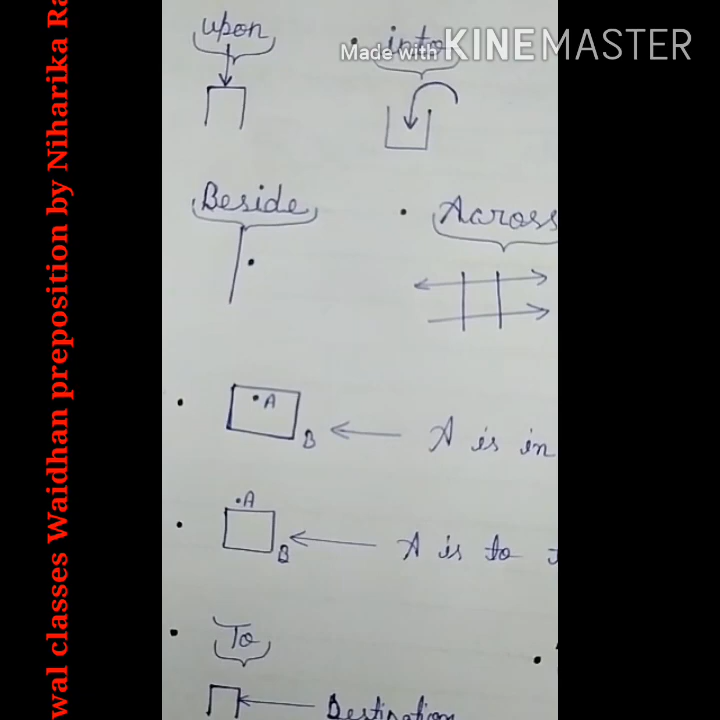 upon
into
Made with KINEMASTER
Beside
Across
A
B
A is in
A
B
A is to
To
Destination
wal classes Waidhan preposition by Niharika Ra